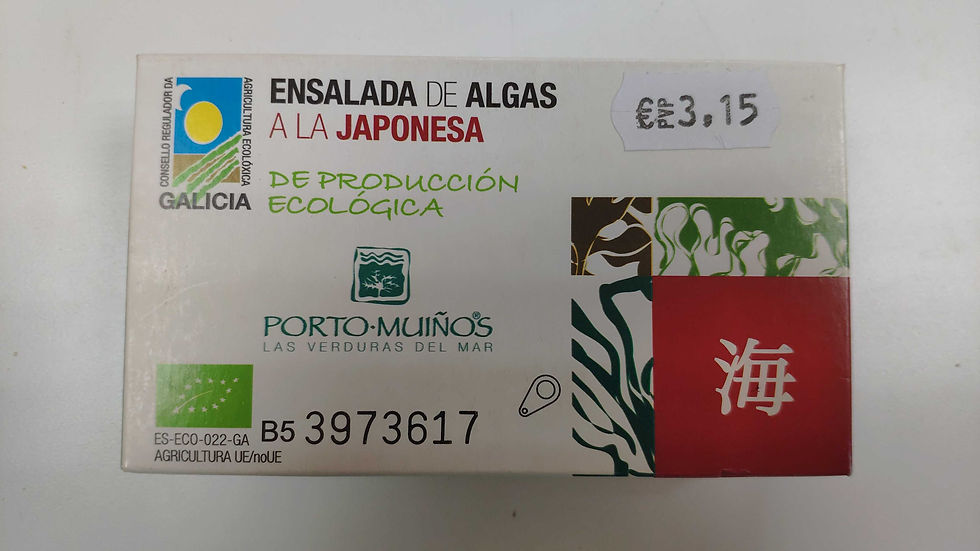 CONSELLO REGULADOR DA
AGRICULTURA ECOLÓXICA
GALICIA
ENSALADA DE ALGAS
A LA JAPONESA
€ PVP 3,15
DE PRODUCCIÓN
ECOLÓGICA
PORTO·MUIÑOS®
LAS VERDURAS DEL MAR
海
ES-ECO-022-GA
AGRICULTURA UE/noUE
B5 3973617